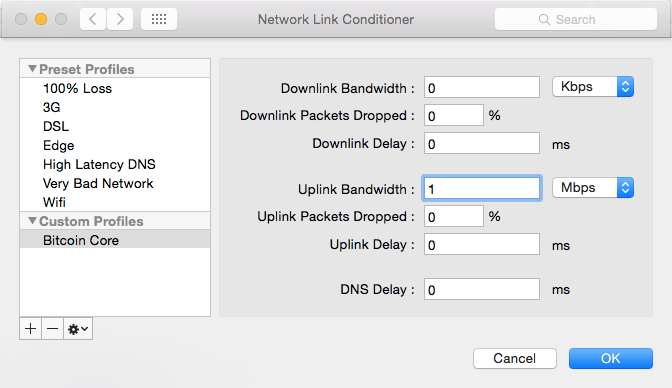 Network Link Conditioner
Search
Preset Profiles
100% Loss
3G
DSL
Edge
High Latency DNS
Very Bad Network
Wifi
Custom Profiles
Bitcoin Core
Downlink Bandwidth : 0 Kbps
Downlink Packets Dropped : 0 %
Downlink Delay : 0 ms
Uplink Bandwidth : 1 Mbps
Uplink Packets Dropped : 0 %
Uplink Delay : 0 ms
DNS Delay : 0 ms
Cancel OK